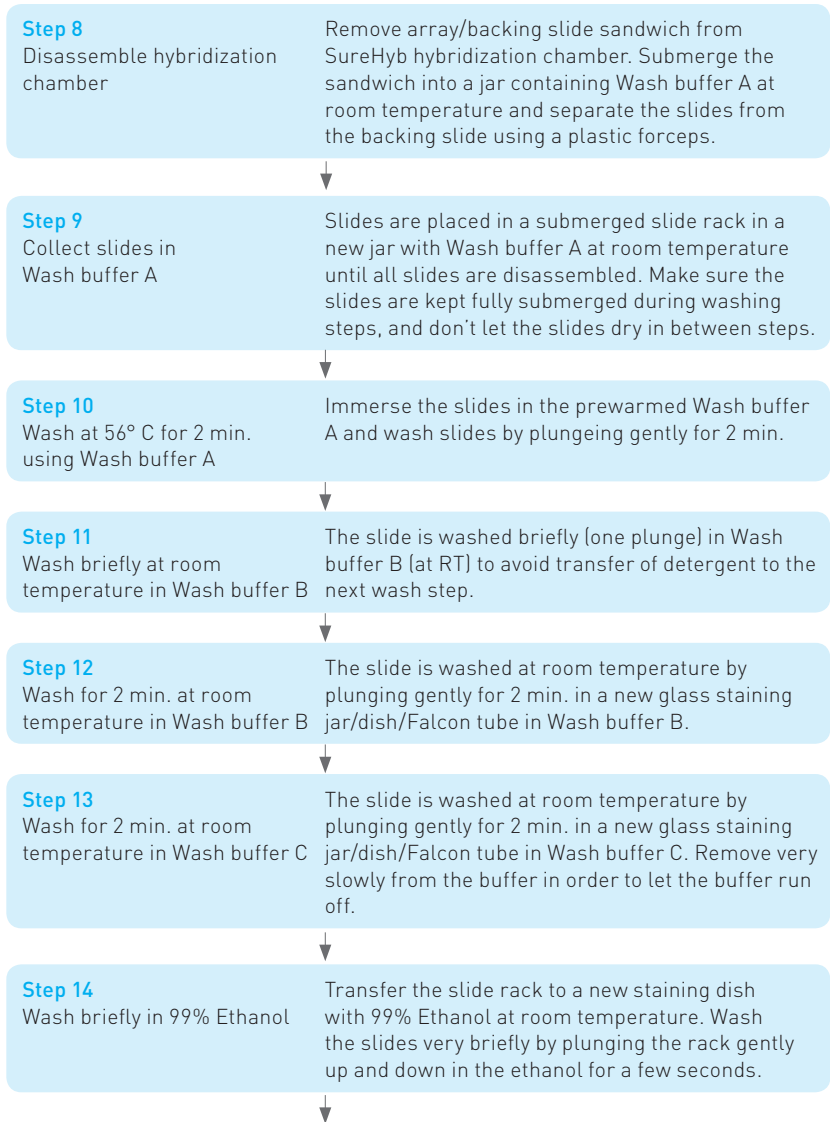 Step 8
Disassemble hybridization
chamber
Remove array/backing slide sandwich from
SureHyb hybridization chamber. Submerge the
sandwich into a jar containing Wash buffer A at
room temperature and separate the slides from
the backing slide using a plastic forceps.
Step 9
Collect slides in
Wash buffer A
Slides are placed in a submerged slide rack in a
new jar with Wash buffer A at room temperature
until all slides are disassembled. Make sure the
slides are kept fully submerged during washing
steps, and don't let the slides dry in between steps.
Step 10
Wash at 56° C for 2 min.
using Wash buffer A
Immerse the slides in the prewarmed Wash buffer
A and wash slides by plungeing gently for 2 min.
Step 11
Wash briefly at room
temperature in Wash buffer B
The slide is washed briefly (one plunge) in Wash
buffer B (at RT) to avoid transfer of detergent to the
next wash step.
Step 12
Wash for 2 min. at room
temperature in Wash buffer B
The slide is washed at room temperature by
plunging gently for 2 min. in a new glass staining
jar/dish/Falcon tube in Wash buffer B.
Step 13
Wash for 2 min. at room
temperature in Wash buffer C
The slide is washed at room temperature by
plunging gently for 2 min. in a new glass staining
jar/dish/Falcon tube in Wash buffer C. Remove very
slowly from the buffer in order to let the buffer run
off.
Step 14
Wash briefly in 99% Ethanol
Transfer the slide rack to a new staining dish
with 99% Ethanol at room temperature. Wash
the slides very briefly by plunging the rack gently
up and down in the ethanol for a few seconds.